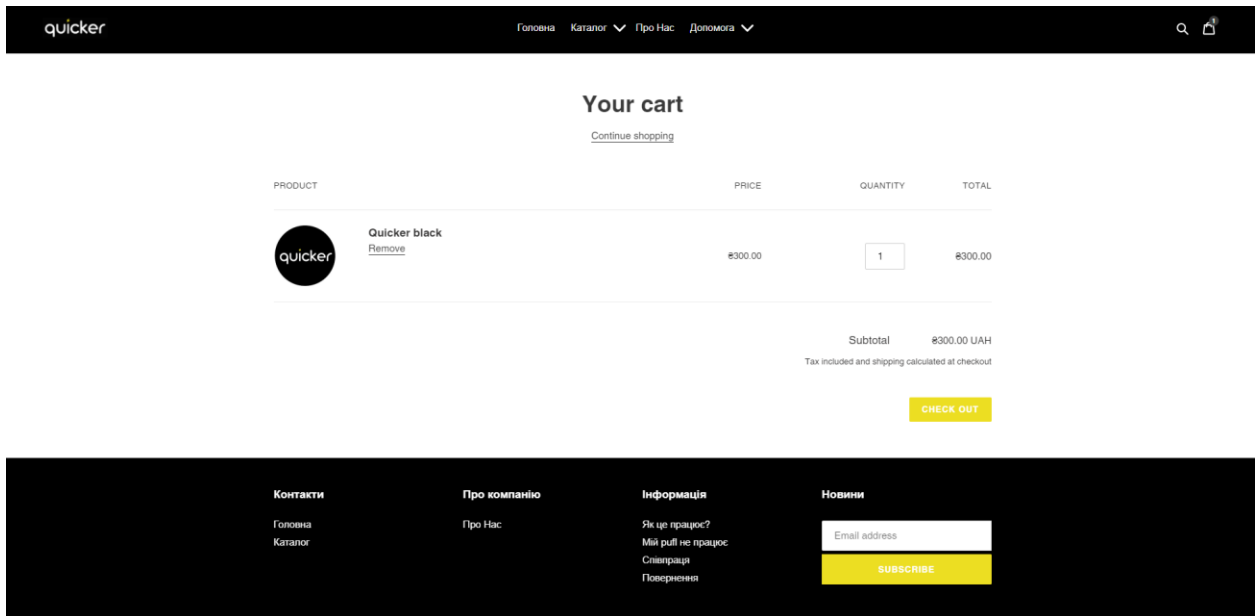 quicker
Головна Каталог Про Нас Допомога
1
Your cart
Continue shopping
PRODUCT PRICE QUANTITY TOTAL
quicker
Quicker black
Remove
₴300.00 1 ₴300.00
Subtotal ₴300.00 UAH
Tax included and shipping calculated at checkout
CHECK OUT
Контакти
Головна
Каталог
Про компанію
Про Нас
Інформація
Як це працює?
Мій pufl не працює
Співпраця
Повернення
Новини
Email address
SUBSCRIBE